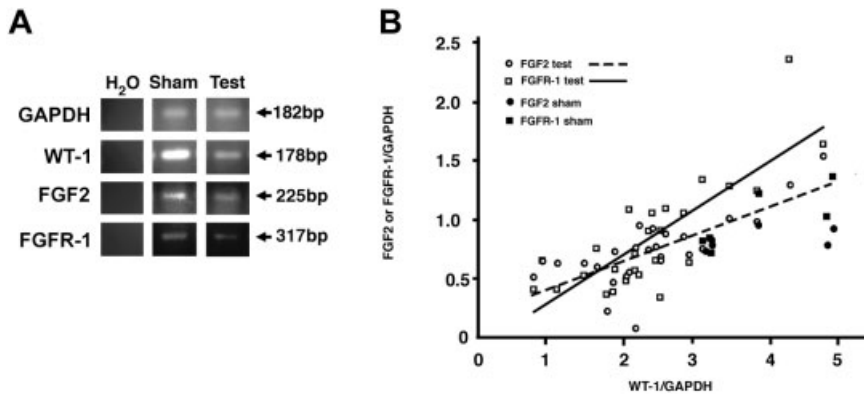 A
H₂O Sham Test
GAPDH 182bp
WT-1 178bp
FGF2 225bp
FGFR-1 317bp
B
FGF2 or FGFR-1/GAPDH
2.5
2.0
1.5
1.0
0.5
0
FGF2 test
FGFR-1 test
FGF2 sham
FGFR-1 sham
0 1 2 3 4 5
WT-1/GAPDH